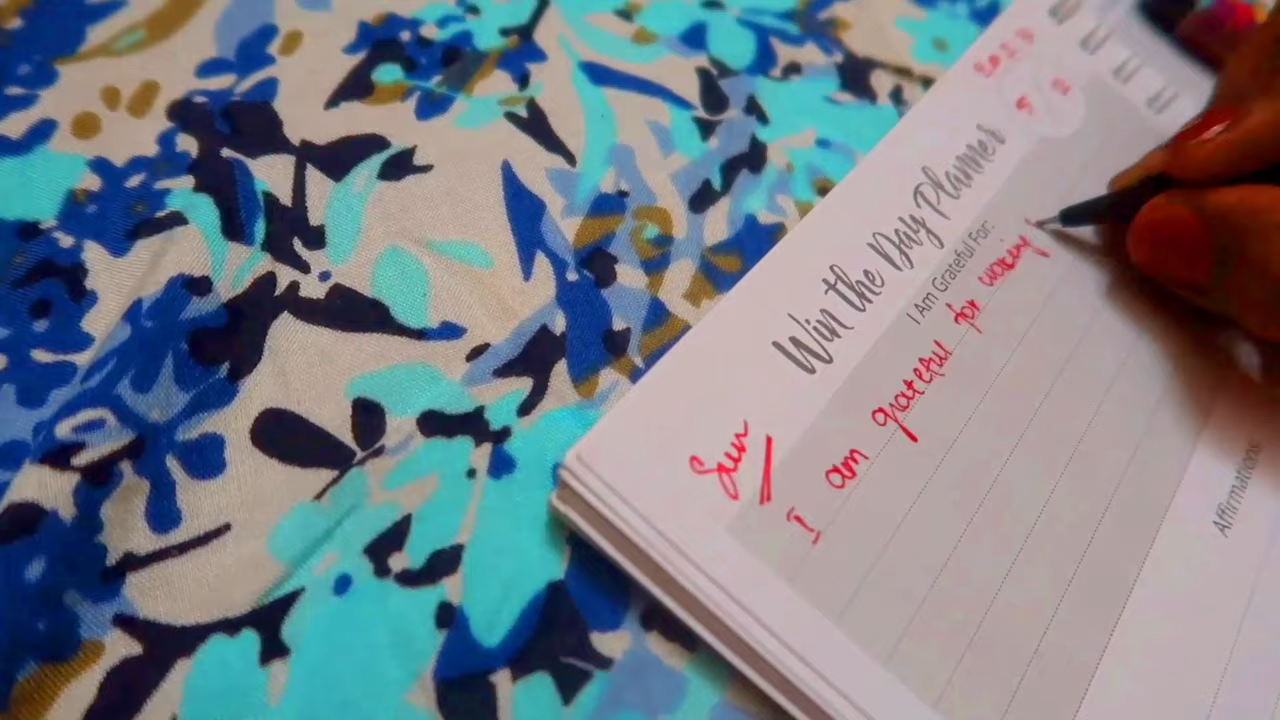 Win the Day Planner
I Am Grateful For:
Sun
I am grateful for waking
Affirmations